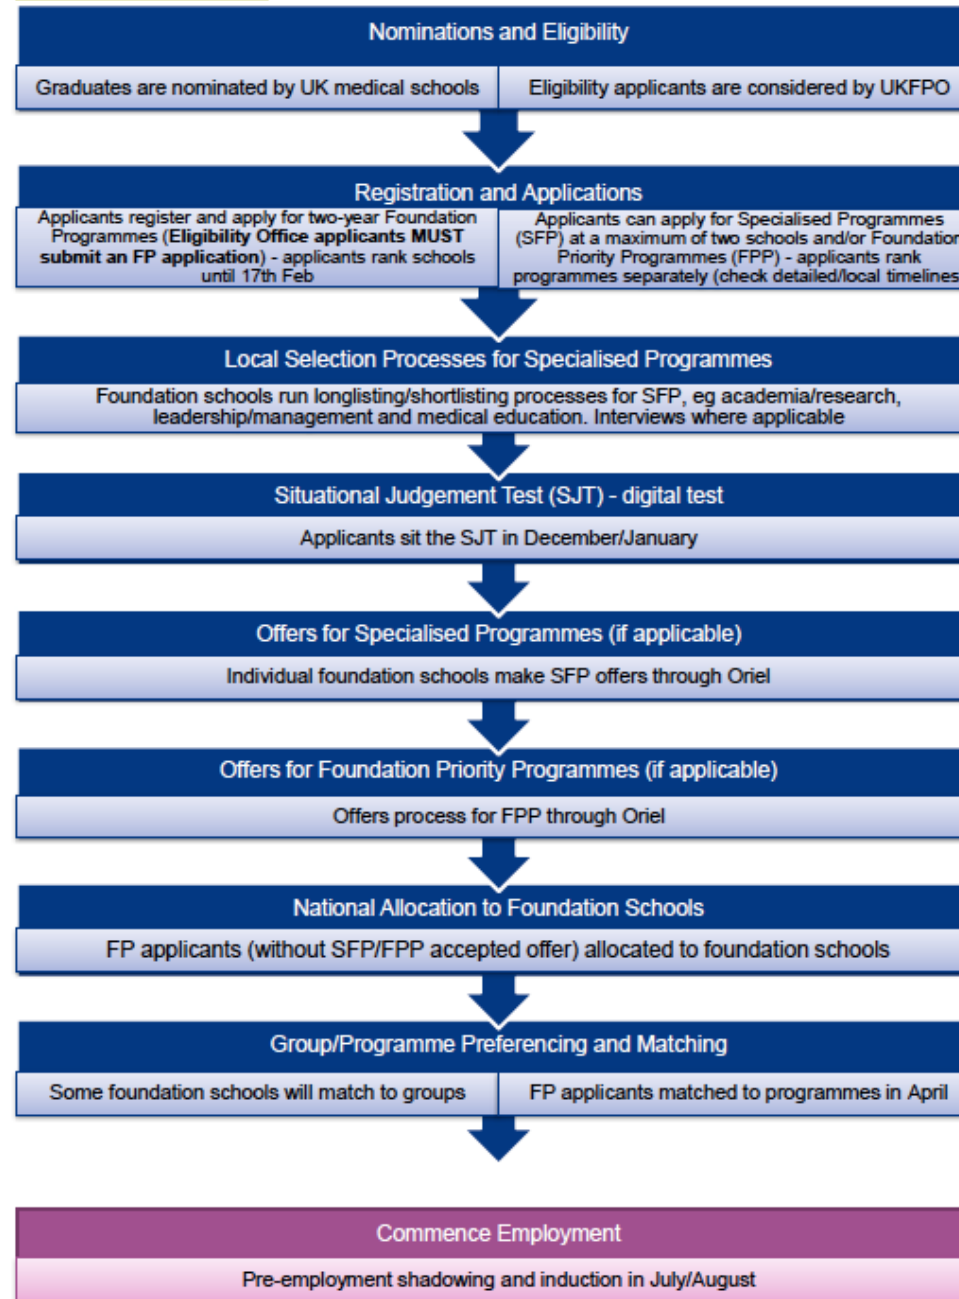 Nominations and Eligibility
Graduates are nominated by UK medical schools
Eligibility applicants are considered by UKFPO
Registration and Applications
Applicants register and apply for two-year Foundation
Programmes (Eligibility Office applicants MUST
submit an FP application) - applicants rank schools
until 17th Feb
Applicants can apply for Specialised Programmes
(SFP) at a maximum of two schools and/or Foundation
Priority Programmes (FPP) - applicants rank
programmes separately (check detailed/local timelines
Local Selection Processes for Specialised Programmes
Foundation schools run longlisting/shortlisting processes for SFP, eg academia/research,
leadership/management and medical education. Interviews where applicable
Situational Judgement Test (SJT) - digital test
Applicants sit the SJT in December/January
Offers for Specialised Programmes (if applicable)
Individual foundation schools make SFP offers through Oriel
Offers for Foundation Priority Programmes (if applicable)
Offers process for FPP through Oriel
National Allocation to Foundation Schools
FP applicants (without SFP/FPP accepted offer) allocated to foundation schools
Group/Programme Preferencing and Matching
Some foundation schools will match to groups
FP applicants matched to programmes in April
Commence Employment
Pre-employment shadowing and induction in July/August